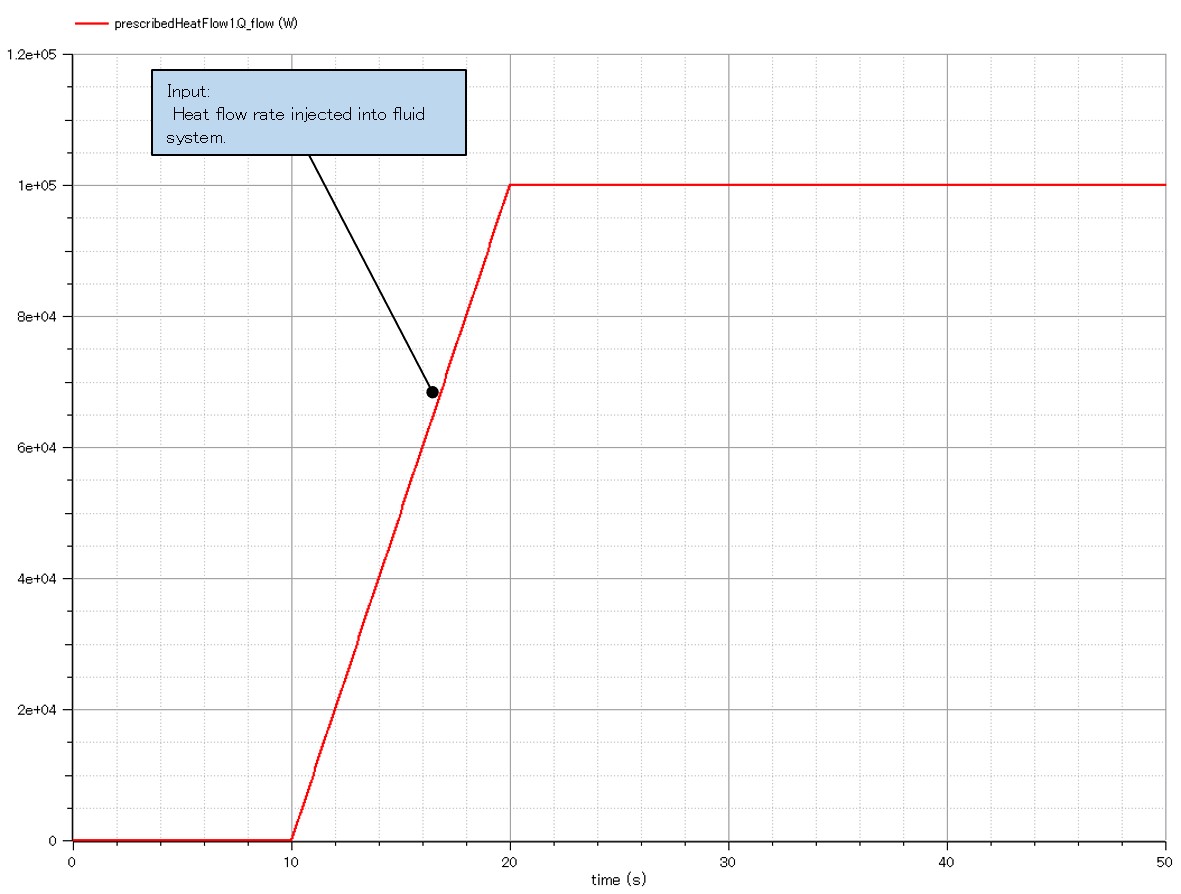 prescribedHeatFlow1.Q_flow (W)
1.2e+05
Input:
Heat flow rate injected into fluid
system.
1e+05
8e+04
6e+04
4e+04
2e+04
0
0 10 20 30 40 50
time (s)